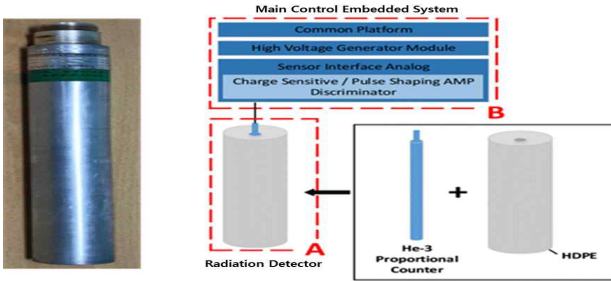 Main Control Embedded System
Common Platform
High Voltage Generator Module
Sensor Interface Analog
Charge Sensitive / Pulse Shaping AMP
Discriminator
B
A
Radiation Detector
He-3
Proportional
Counter
+
HDPE